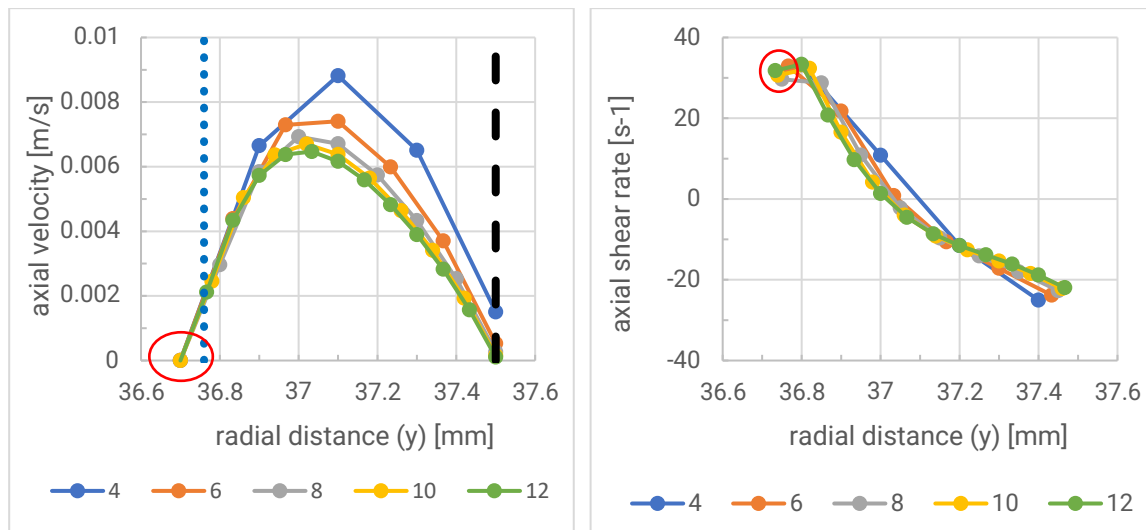 axial velocity [m/s]
0.01
0.008
0.006
0.004
0.002
0
36.6 36.8 37 37.2 37.4 37.6
radial distance (y) [mm]
4 6 8 10 12
axial shear rate [s-1]
40
20
0
-20
-40
36.6 36.8 37.0 37.2 37.4 37.6
radial distance (y) [mm]
4 6 8 10 12